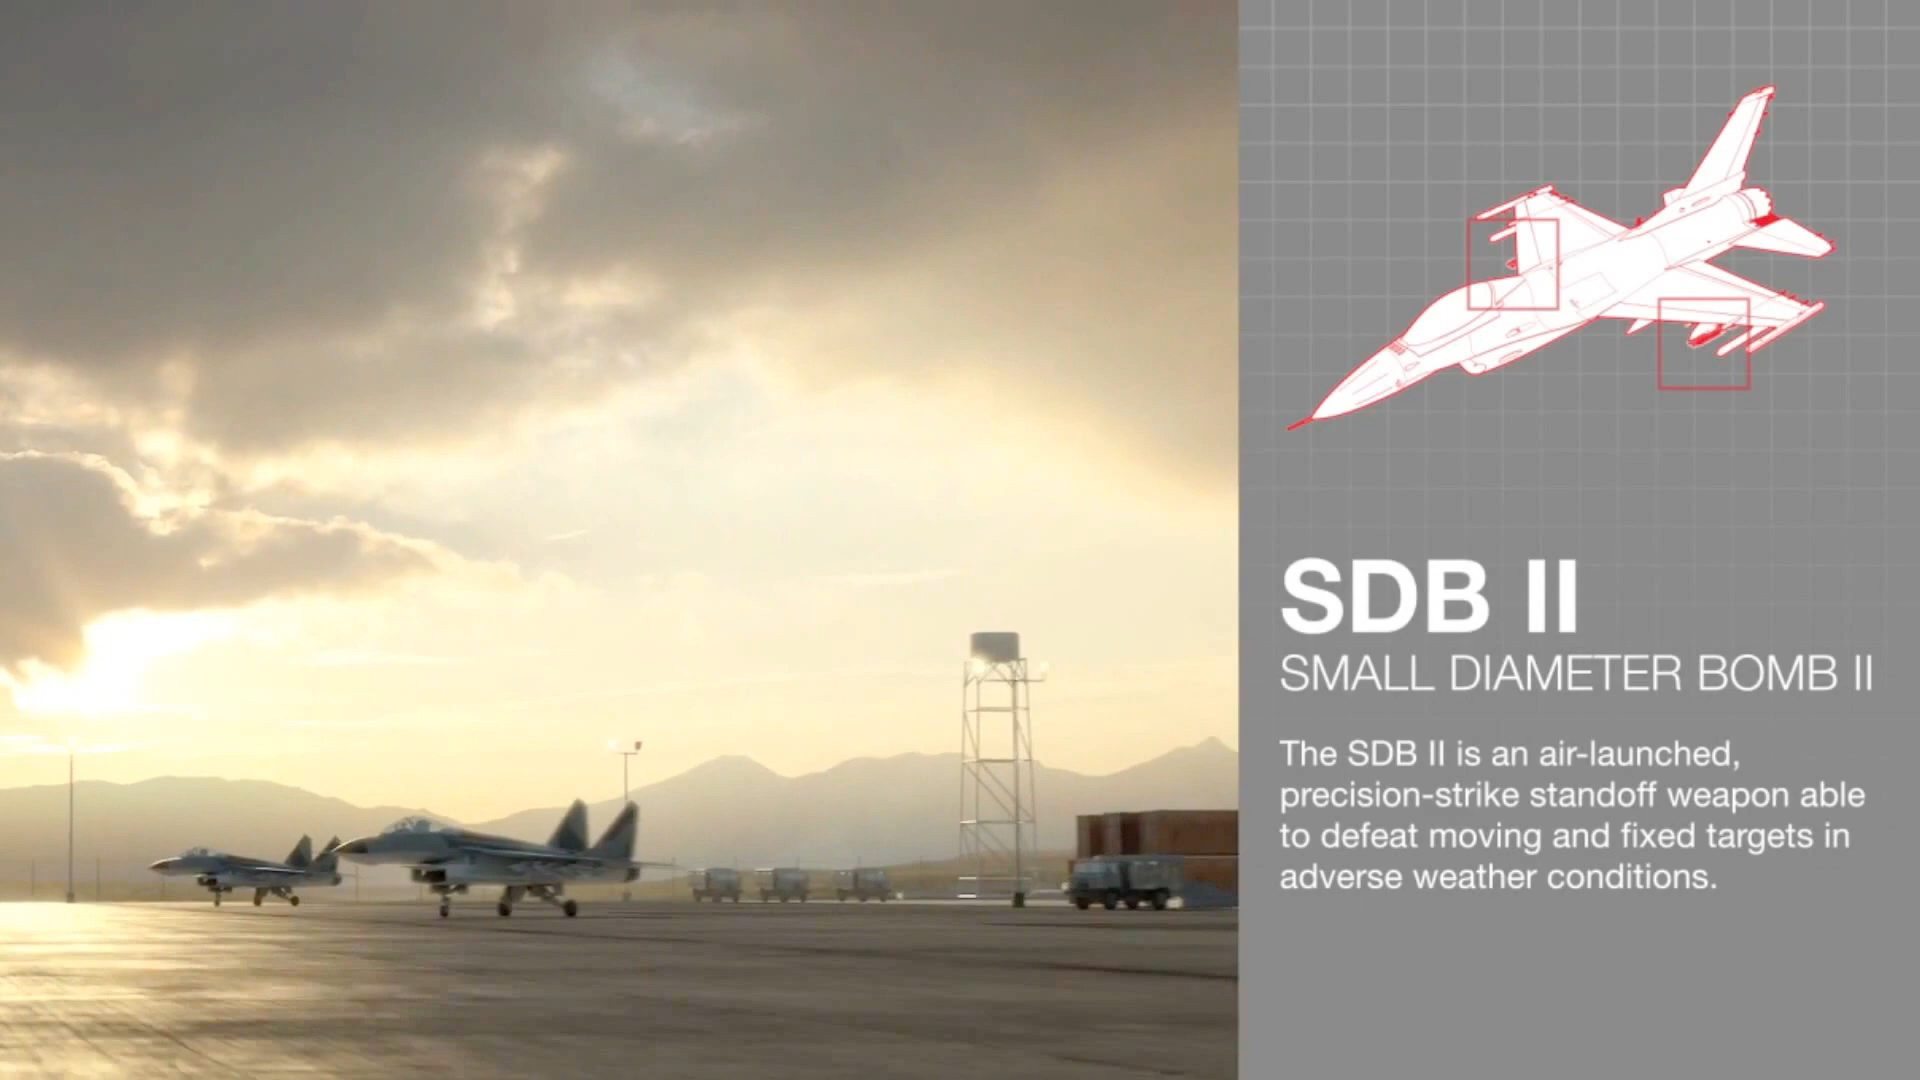 SDB II
SMALL DIAMETER BOMB II
The SDB II is an air-launched,
precision-strike standoff weapon able
to defeat moving and fixed targets in
adverse weather conditions.